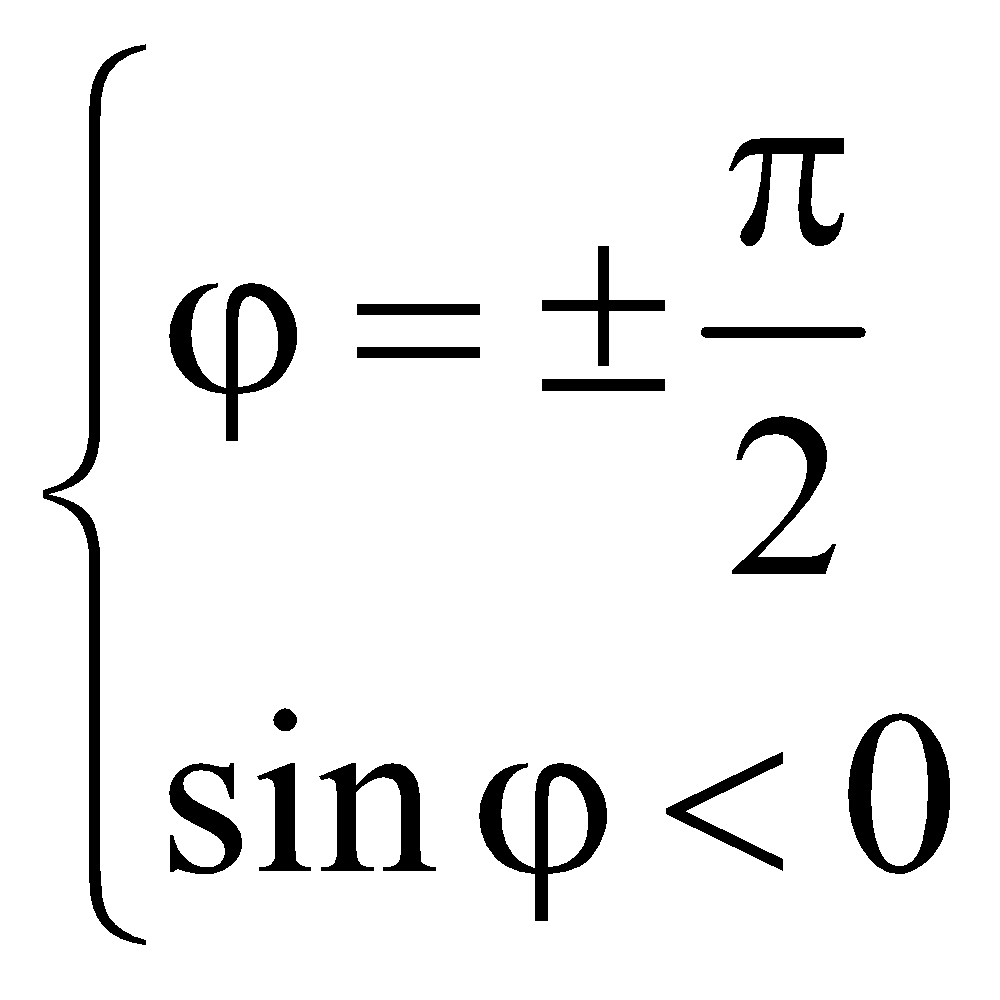 φ = ± π/2
sin φ < 0